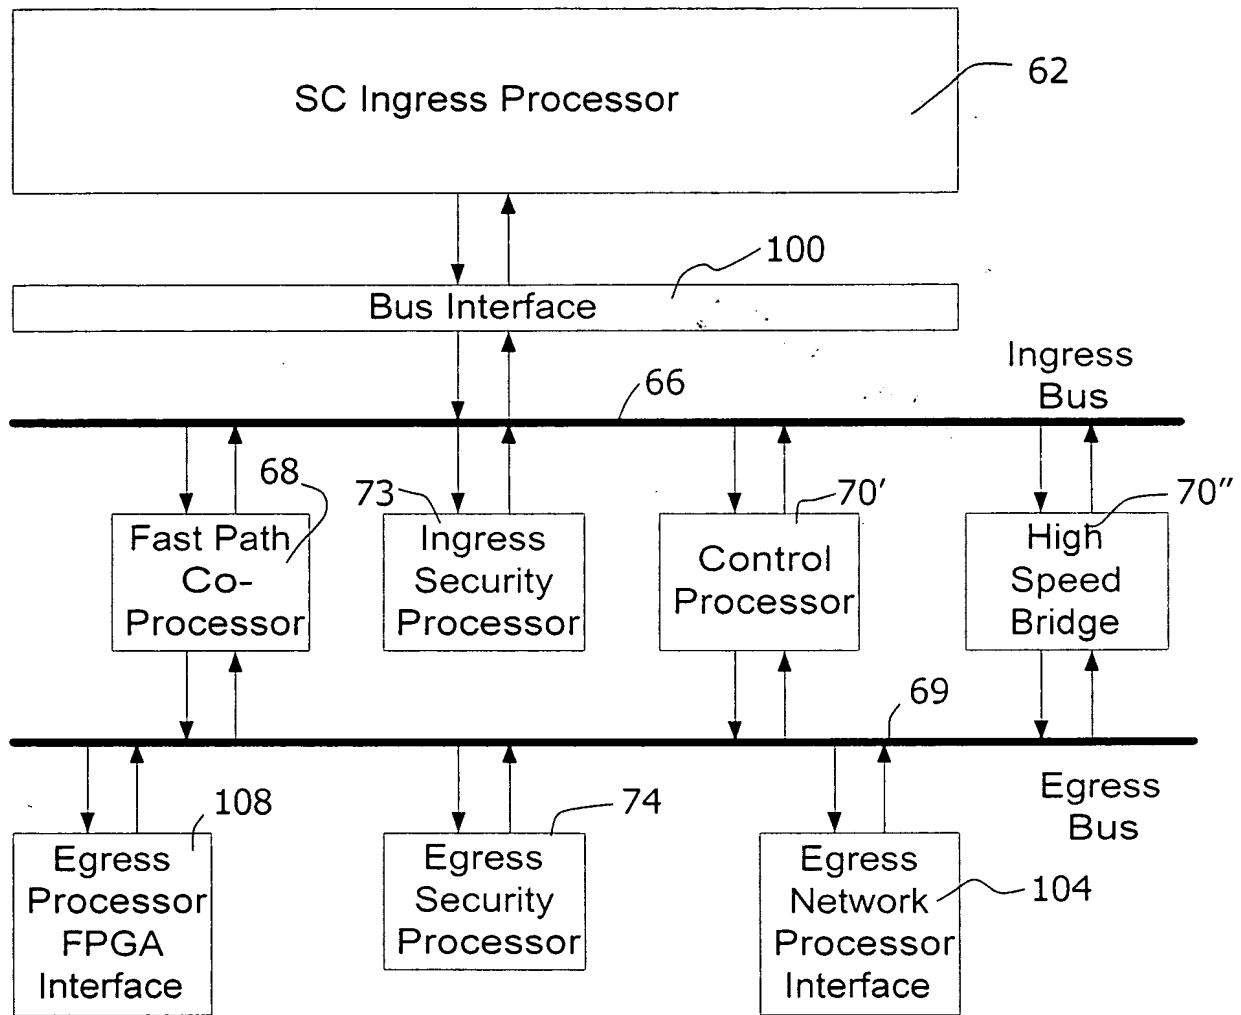 SC Ingress Processor
62
100
Bus Interface
Ingress
Bus
66
68
73
70′
70″
Fast Path
Co-
Processor
Ingress
Security
Processor
Control
Processor
High
Speed
Bridge
69
Egress
Bus
108
74
Egress
Processor
FPGA
Interface
Egress
Security
Processor
Egress
Network
Processor
Interface
104